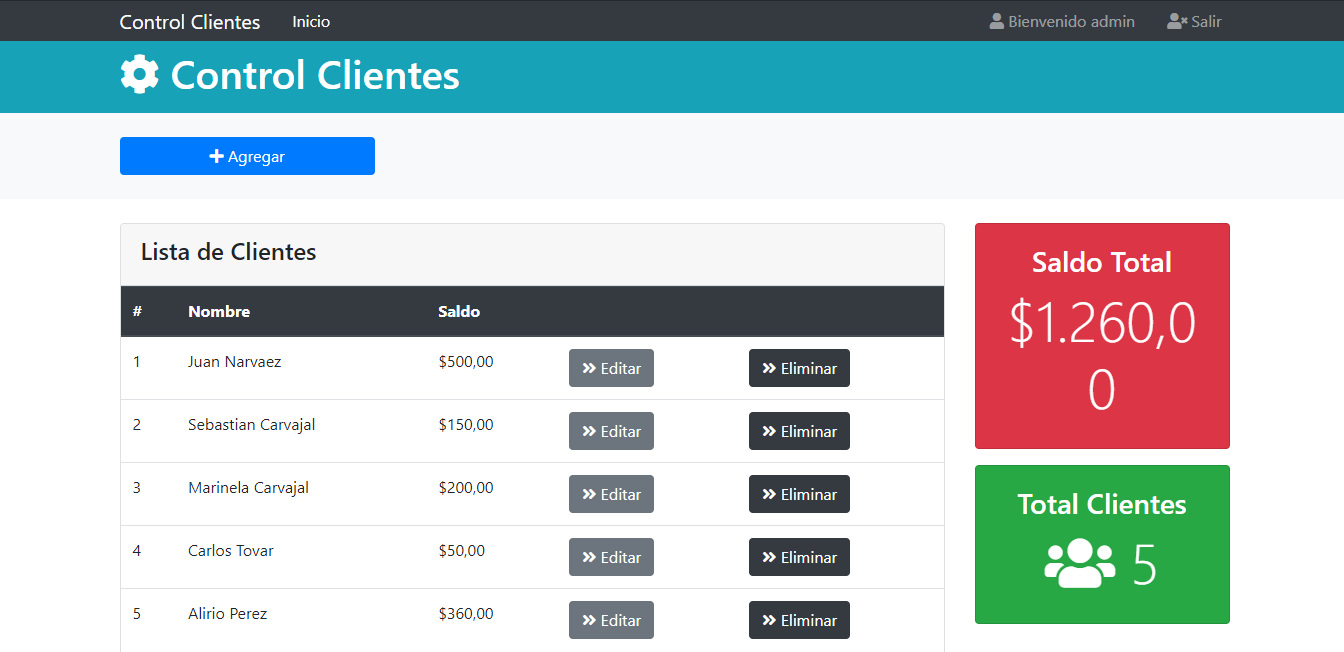 Control Clientes Inicio Bienvenido admin Salir
Control Clientes
Agregar
Lista de Clientes
# Nombre Saldo
1 Juan Narvaez $500,00 Editar Eliminar
2 Sebastian Carvajal $150,00 Editar Eliminar
3 Marinela Carvajal $200,00 Editar Eliminar
4 Carlos Tovar $50,00 Editar Eliminar
5 Alirio Perez $360,00 Editar Eliminar
Saldo Total
$1.260,0
0
Total Clientes
5